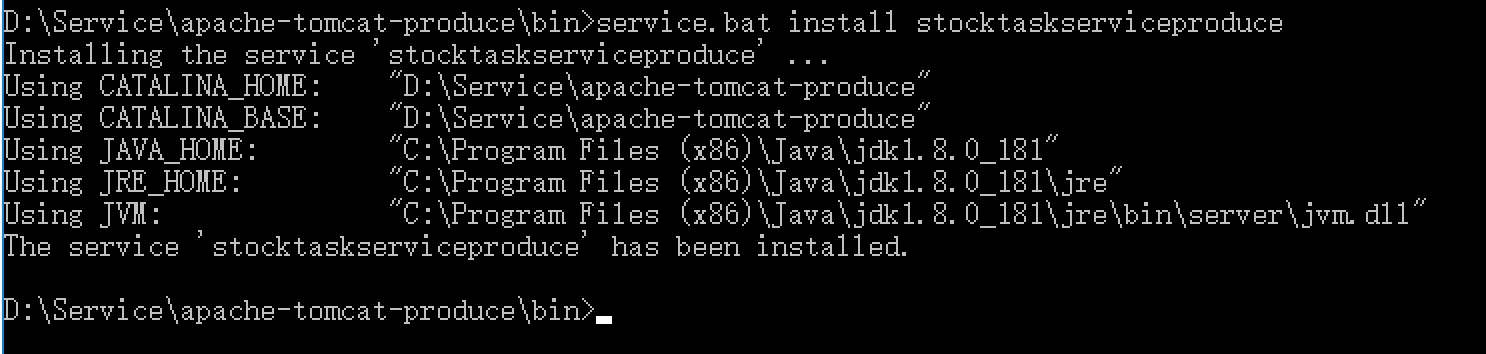 D:\Service\apache-tomcat-produce\bin>service.bat install stocktaskserviceproduce
Installing the service 'stocktaskserviceproduce' ...
Using CATALINA_HOME:    "D:\Service\apache-tomcat-produce"
Using CATALINA_BASE:    "D:\Service\apache-tomcat-produce"
Using JAVA_HOME:        "C:\Program Files (x86)\Java\jdk1.8.0_181"
Using JRE_HOME:         "C:\Program Files (x86)\Java\jdk1.8.0_181\jre"
Using JVM:              "C:\Program Files (x86)\Java\jdk1.8.0_181\jre\bin\server\jvm.dll"
The service 'stocktaskserviceproduce' has been installed.
D:\Service\apache-tomcat-produce\bin>